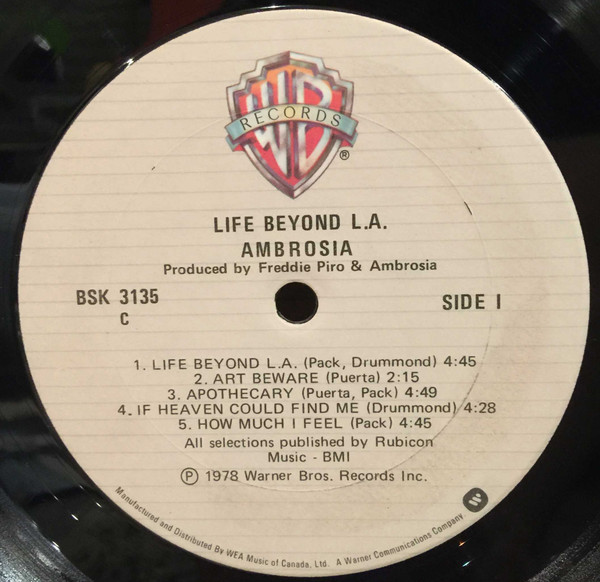 WB
RECORDS
®
LIFE BEYOND L.A.
AMBROSIA
Produced by Freddie Piro & Ambrosia
BSK 3135
C
SIDE I
1. LIFE BEYOND L.A. (Pack, Drummond) 4:45
2. ART BEWARE (Puerta) 2:15
3. APOTHECARY (Puerta, Pack) 4:49
4. IF HEAVEN COULD FIND ME (Drummond) 4:28
5. HOW MUCH I FEEL (Pack) 4:45
All selections published by Rubicon
Music - BMI
Ⓟ 1978 Warner Bros. Records Inc.
Manufactured and Distributed By WEA Music of Canada, Ltd. A Warner Communications Company